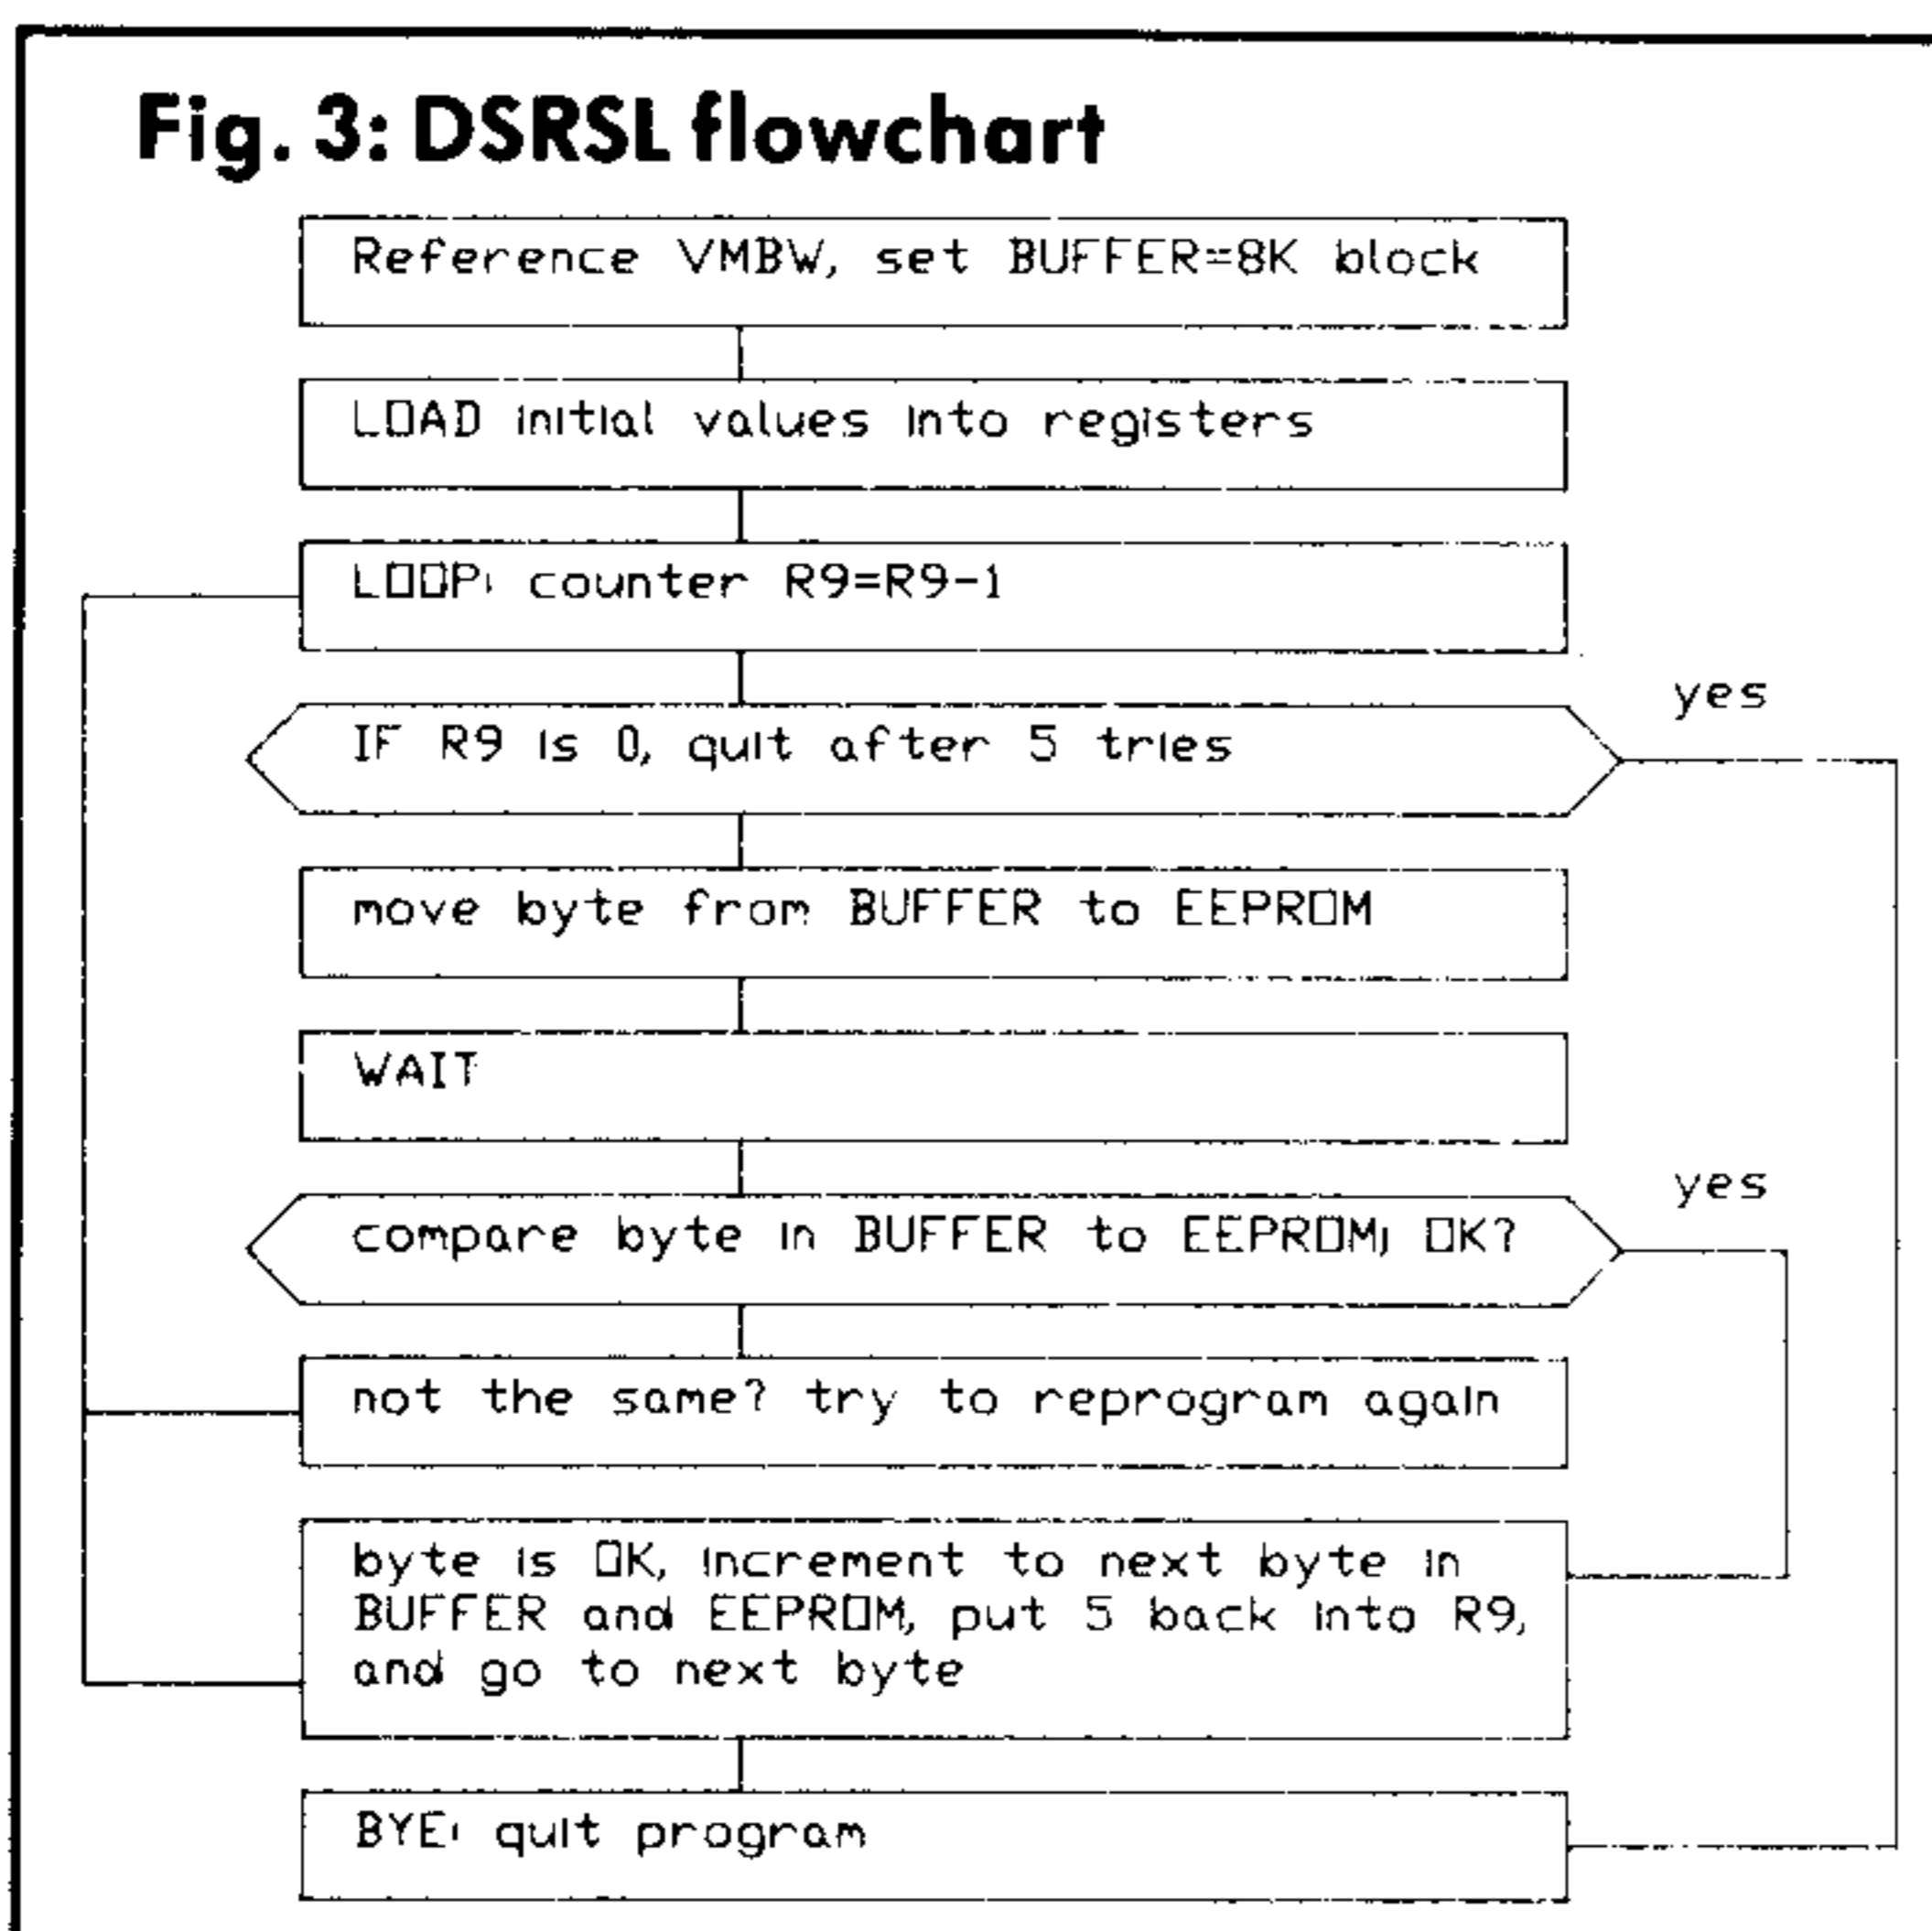 Fig. 3: DSRSL flowchart
Reference VMBW, set BUFFER=8K block
LOAD initial values into registers
LOOP: counter R9=R9-1
yes
IF R9 is 0, quit after 5 tries
move byte from BUFFER to EEPROM
WAIT
yes
compare byte in BUFFER to EEPROM; OK?
not the same? try to reprogram again
byte is OK, increment to next byte in
BUFFER and EEPROM, put 5 back into R9,
and go to next byte
BYE: quit program